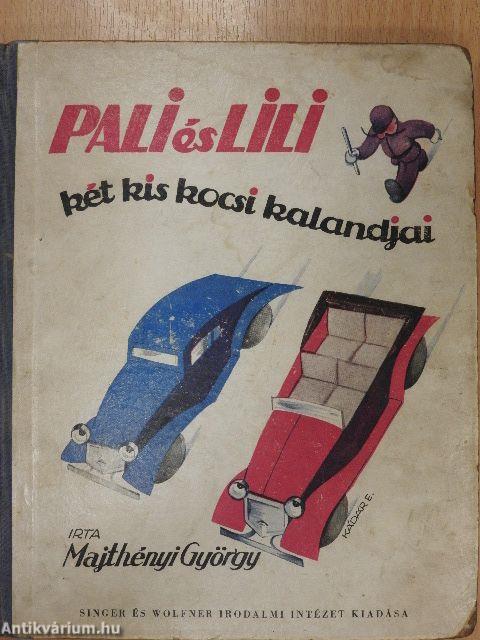 PALI és LILI
két kis kocsi kalandjai
KÁDÁR E.
IRTA
Majthényi György
SINGER ÉS WOLFNER IRODALMI INTÉZET KIADÁSA
Antikvárium.hu